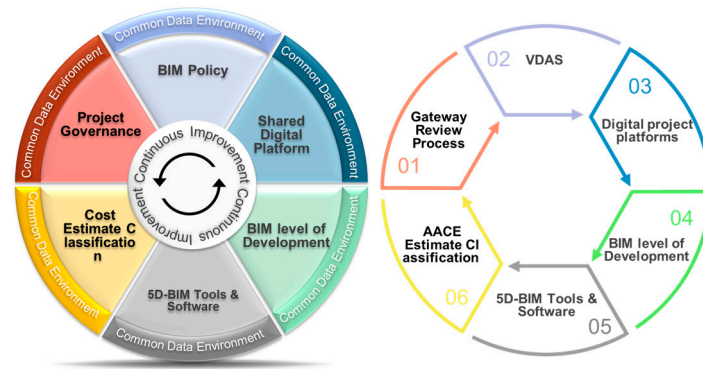 Common Data Environment
BIM Policy
Common Data Environment
Shared
Digital
Platform
Common Data Environment
BIM level of
Development
Common Data Environment
5D-BIM Tools &
Software
Common Data Environment
Cost
Estimate C
lassificatio
n
Common Data Environment
Project
Governance
Continuous Improvement Continuous Improvement
01
Gateway
Review
Process
02
VDAS
03
Digital project
platforms
04
BIM level of
Development
05
5D-BIM Tools &
Software
06
AACE
Estimate Cl
assification